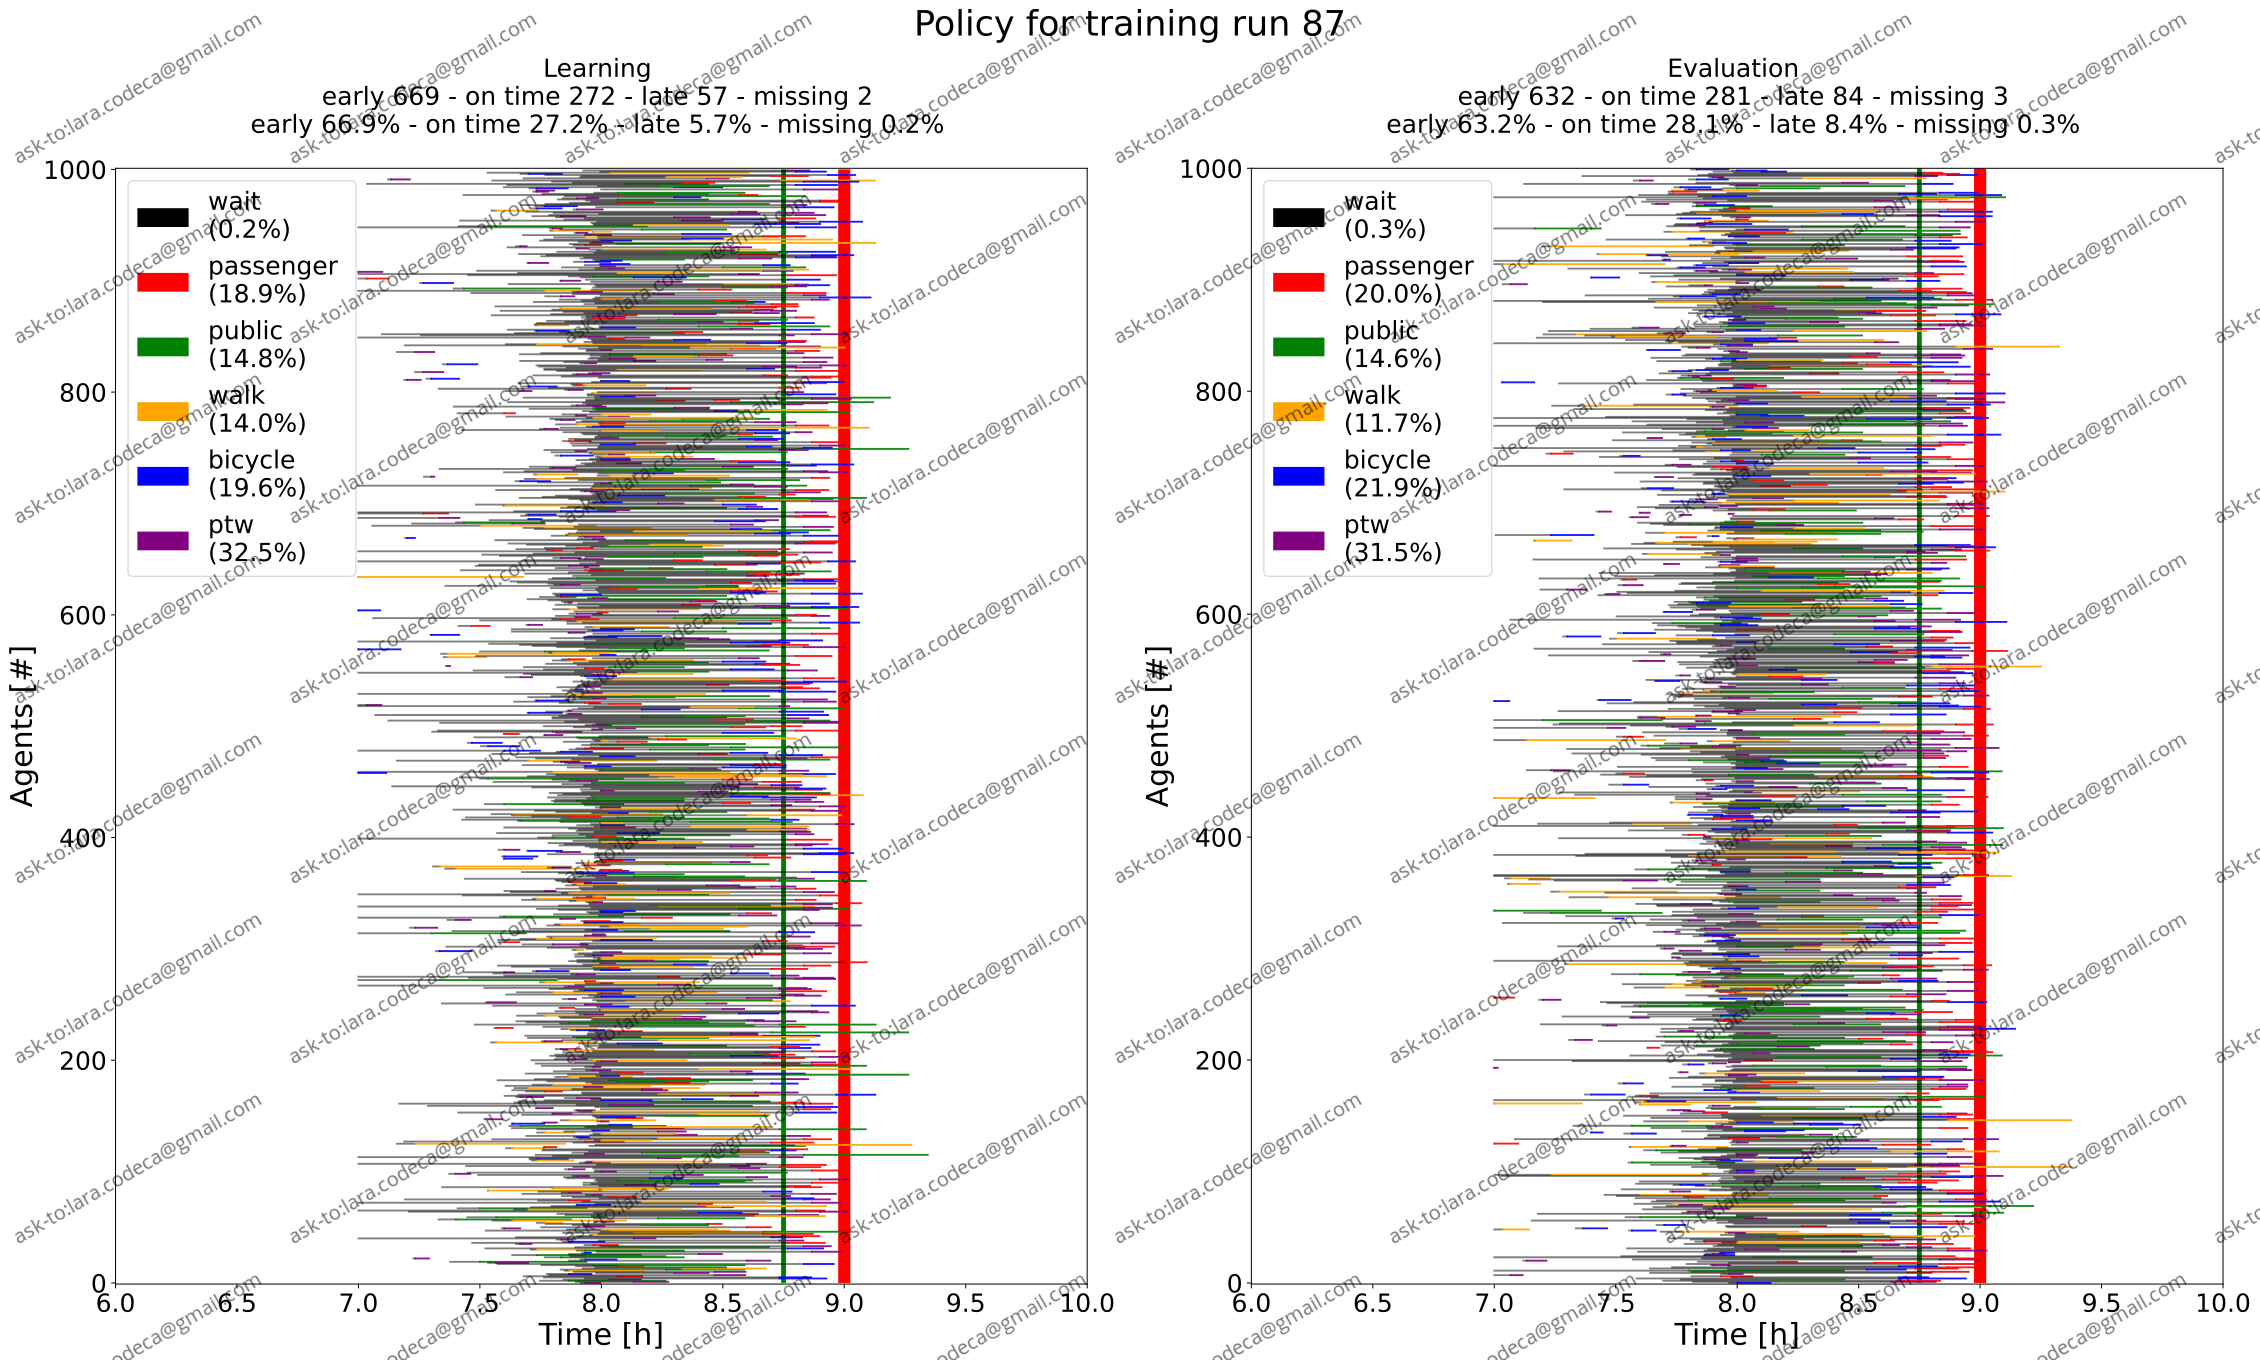 Policy for training run 87
Learning
early 669 - on time 272 - late 57 - missing 2
early 66.9% - on time 27.2% - late 5.7% - missing 0.2%
Evaluation
early 632 - on time 281 - late 84 - missing 3
early 63.2% - on time 28.1% - late 8.4% - missing 0.3%
1000
800
600
400
200
0
Agents [#]
wait
(0.2%)
passenger
(18.9%)
public
(14.8%)
walk
(14.0%)
bicycle
(19.6%)
ptw
(32.5%)
6.0 6.5 7.0 7.5 8.0 8.5 9.0 9.5 10.0
Time [h]
1000
800
600
400
200
0
Agents [#]
wait
(0.3%)
passenger
(20.0%)
public
(14.6%)
walk
(11.7%)
bicycle
(21.9%)
ptw
(31.5%)
6.0 6.5 7.0 7.5 8.0 8.5 9.0 9.5 10.0
Time [h]
ask-to:lara.codeca@gmail.com